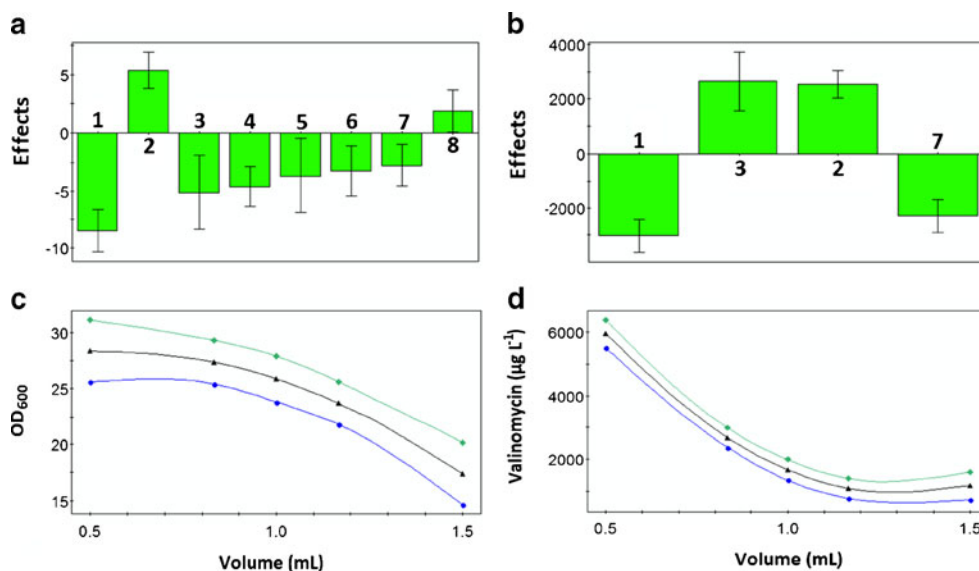 a
Effects
5
0
-5
-10
1 3 4 5 6 7
2 8
b
Effects
4000
2000
0
-2000
1 7
3 2
c
OD600
30
25
20
15
0.5 1.0 1.5
Volume (mL)
d
Valinomycin (µg L-1)
6000
4000
2000
0.5 1.0 1.5
Volume (mL)